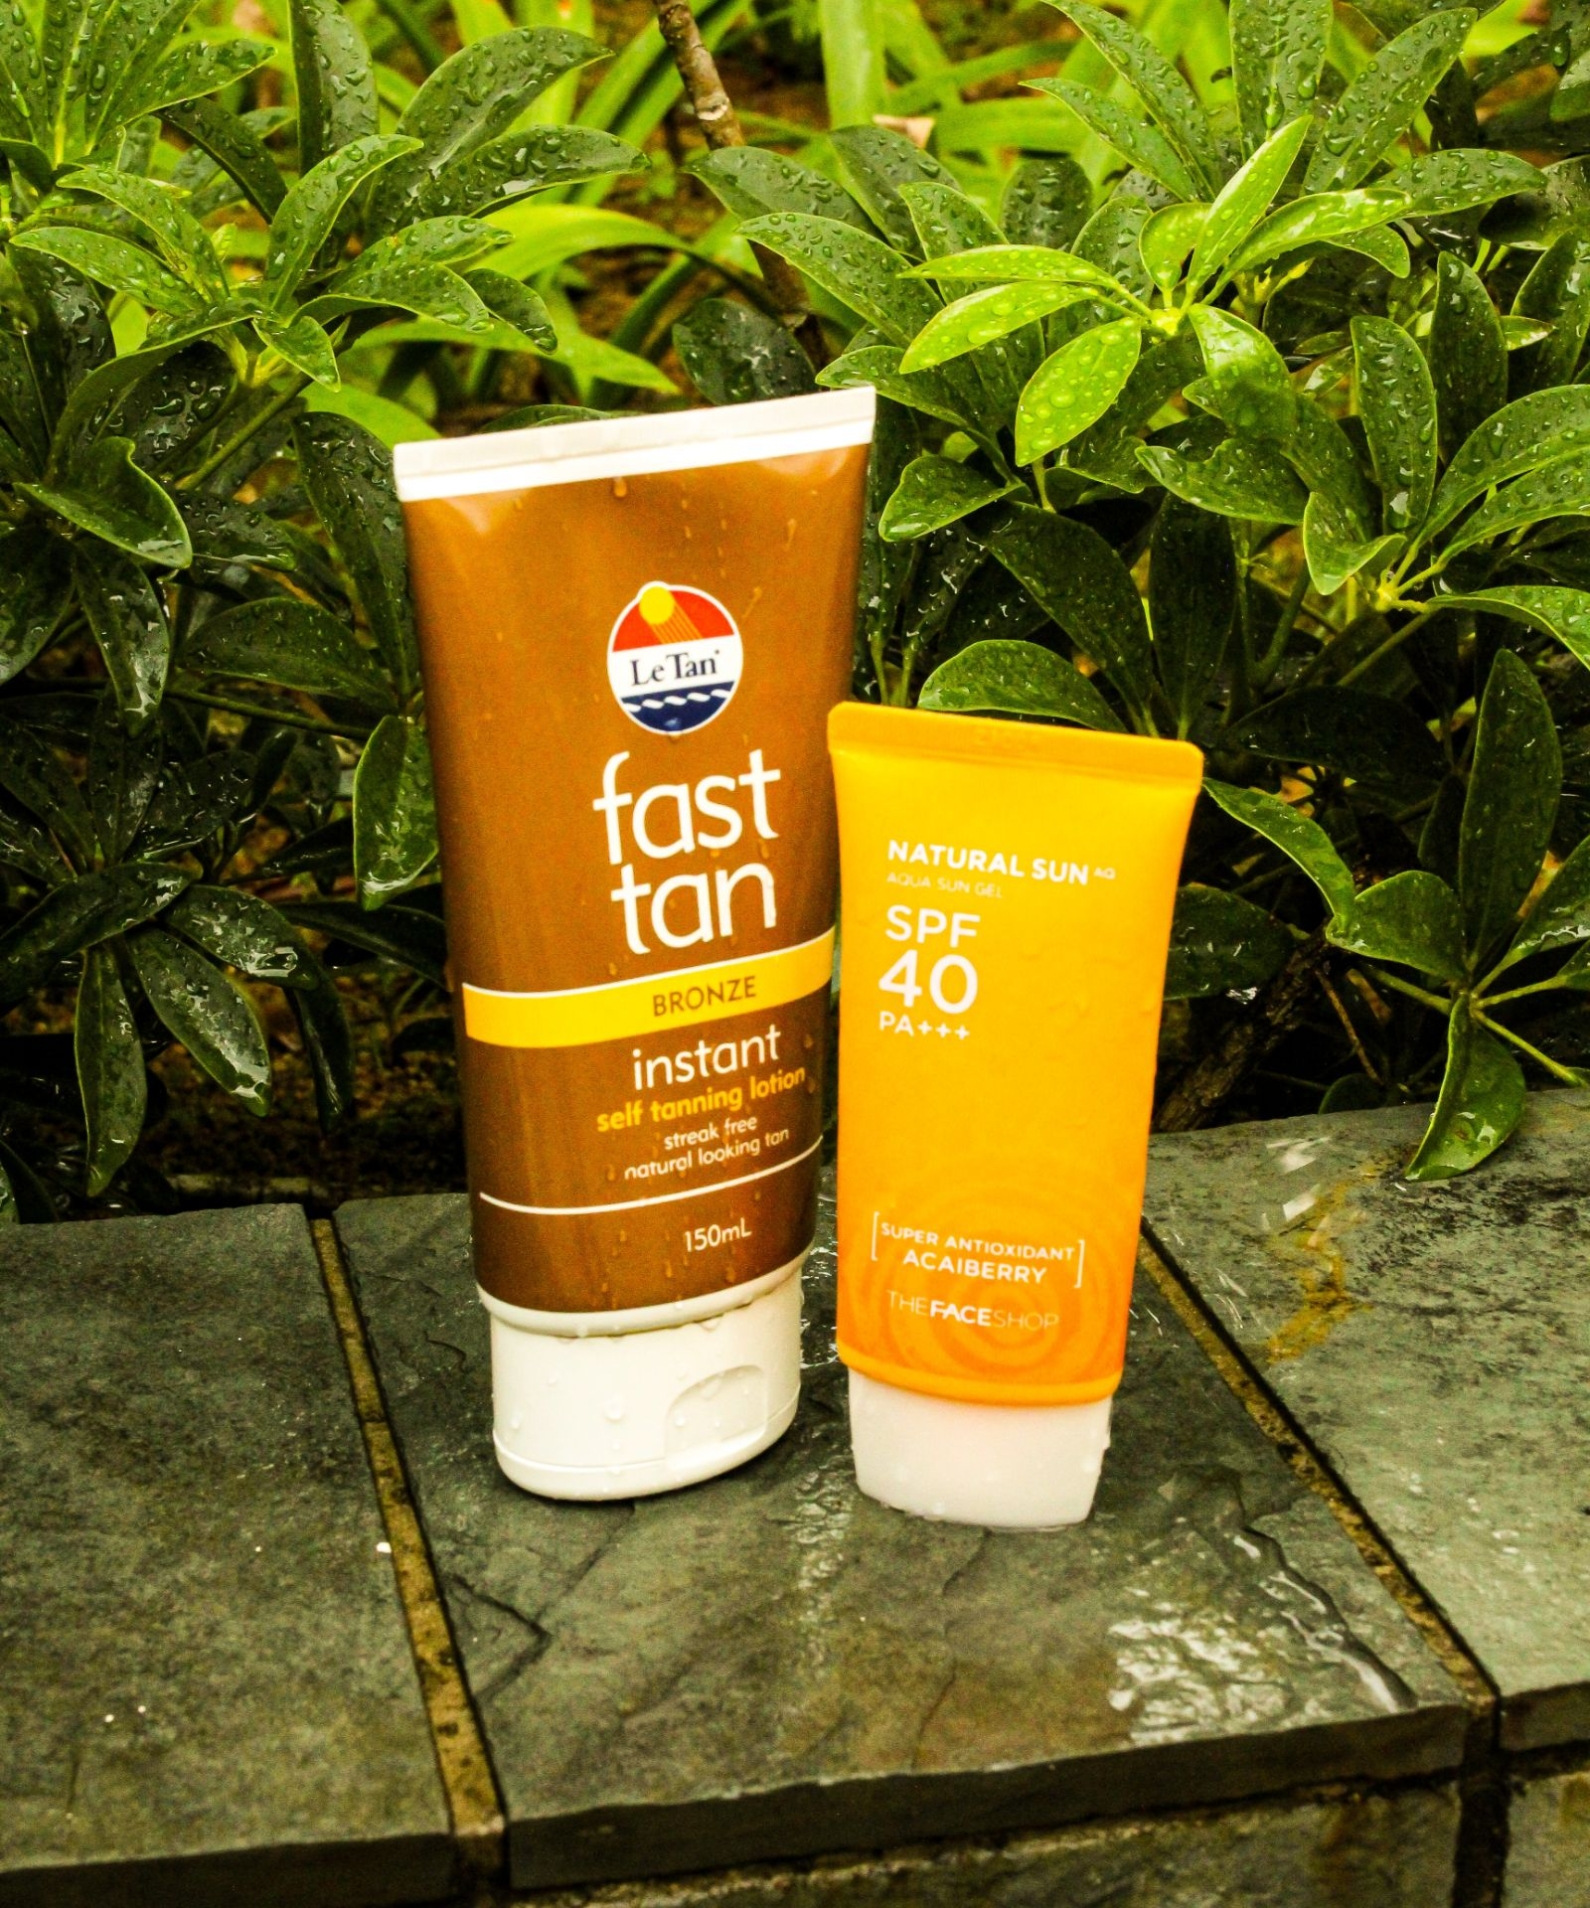 Le Tan
fast
tan
BRONZE
instant
self tanning lotion
streak free
natural looking tan
150mL
NATURAL SUN AQ
AQUA SUN GEL
SPF
40
PA+++
[SUPER ANTIOXIDANT
ACAIBERRY]
THEFACESHOP